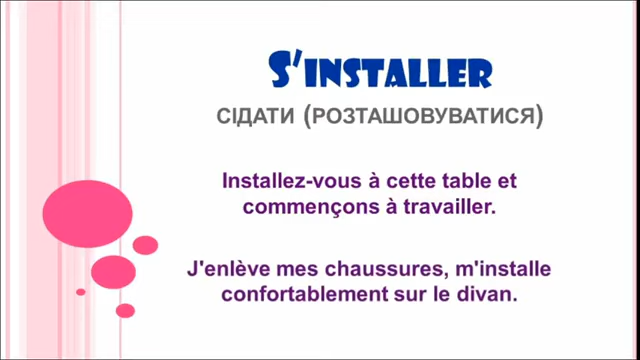 S'INSTALLER
СІДАТИ (РОЗТАШОВУВАТИСЯ)
Installez-vous à cette table et
commençons à travailler.
J'enlève mes chaussures, m'installe
confortablement sur le divan.